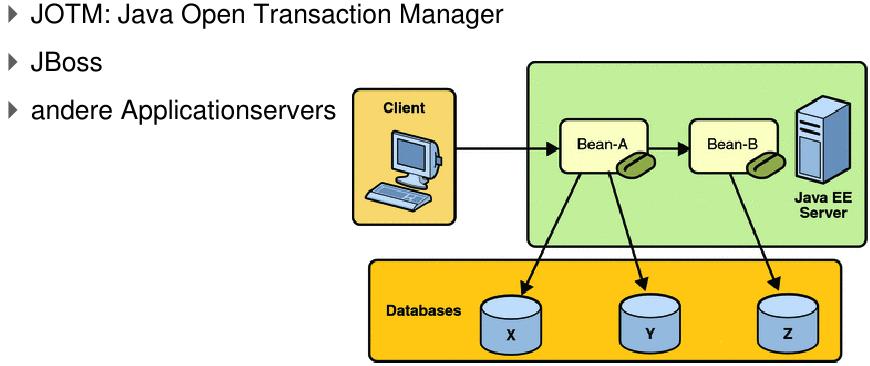 JOTM: Java Open Transaction Manager
JBoss
andere Applicationservers
Client
Bean-A
Bean-B
Java EE
Server
Databases
X
Y
Z